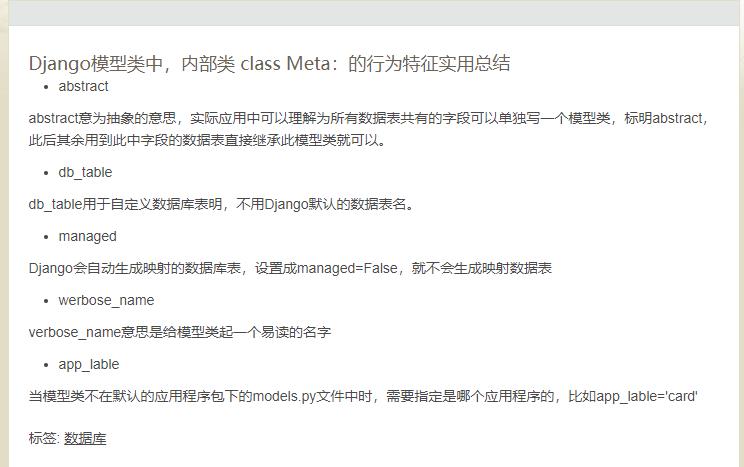 Django模型类中，内部类 class Meta：的行为特征实用总结
• abstract
abstract意为抽象的意思，实际应用中可以理解为所有数据表共有的字段可以单独写一个模型类，标明abstract，
此后其余用到此中字段的数据表直接继承此模型类就可以。
• db_table
db_table用于自定义数据库表明，不用Django默认的数据表名。
• managed
Django会自动生成映射的数据库表，设置成managed=False，就不会生成映射数据表
• werbose_name
verbose_name意思是给模型类起一个易读的名字
• app_lable
当模型类不在默认的应用程序包下的models.py文件中时，需要指定是哪个应用程序的，比如app_lable='card'
标签: 数据库